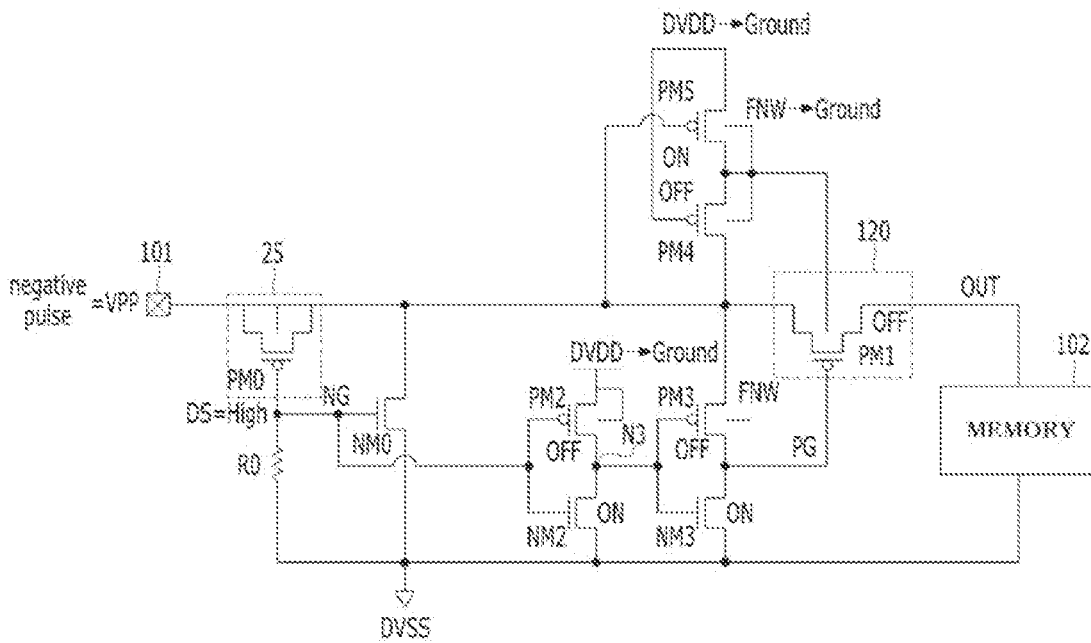 DVDD → Ground
PM5
FNW → Ground
ON
OFF
PM4
101
25
120
negative
pulse
=VPP
OUT
OFF
PM1
DVDD → Ground
102
PM0
NG
DS=High
NM0
PM2
PM3
FNW
OFF
N3
OFF
PG
MEMORY
R0
ON
ON
NM2
NM3
DVSS